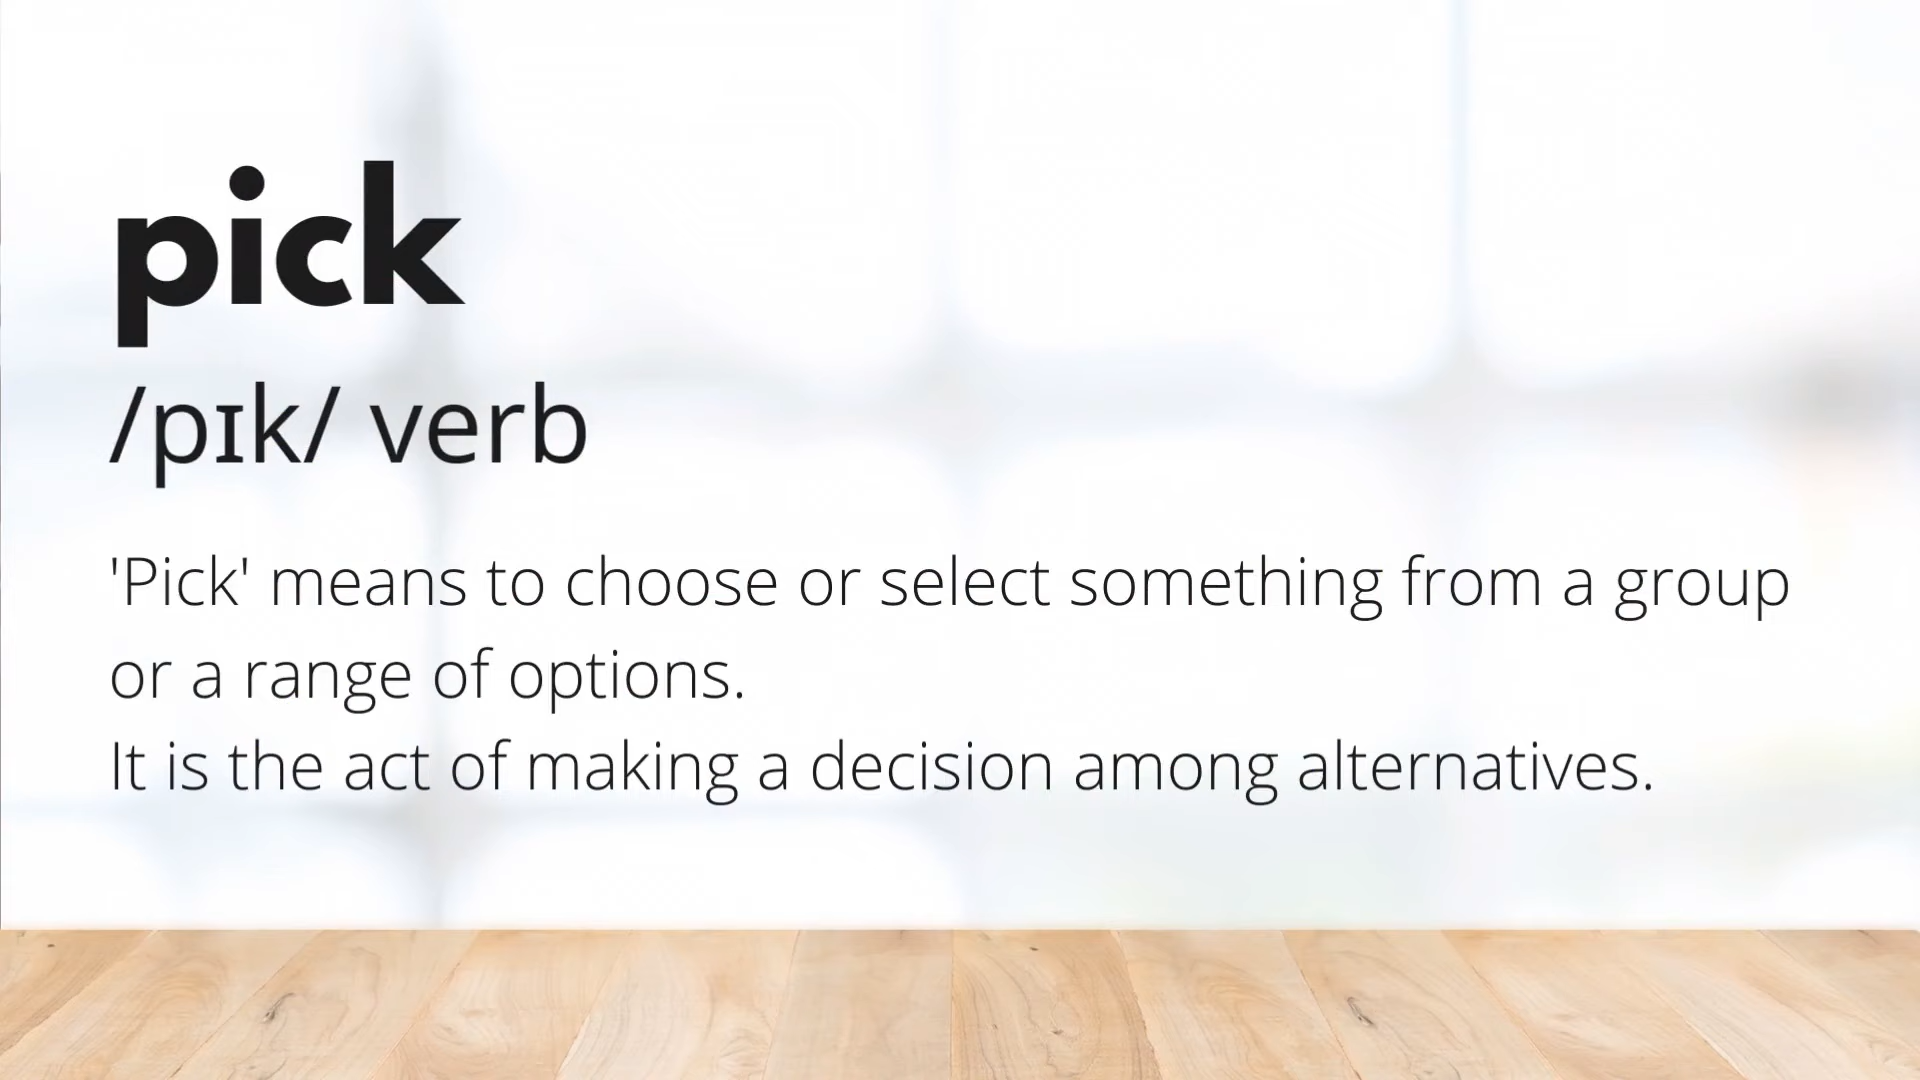 pick
/pɪk/ verb
'Pick' means to choose or select something from a group
or a range of options.
It is the act of making a decision among alternatives.